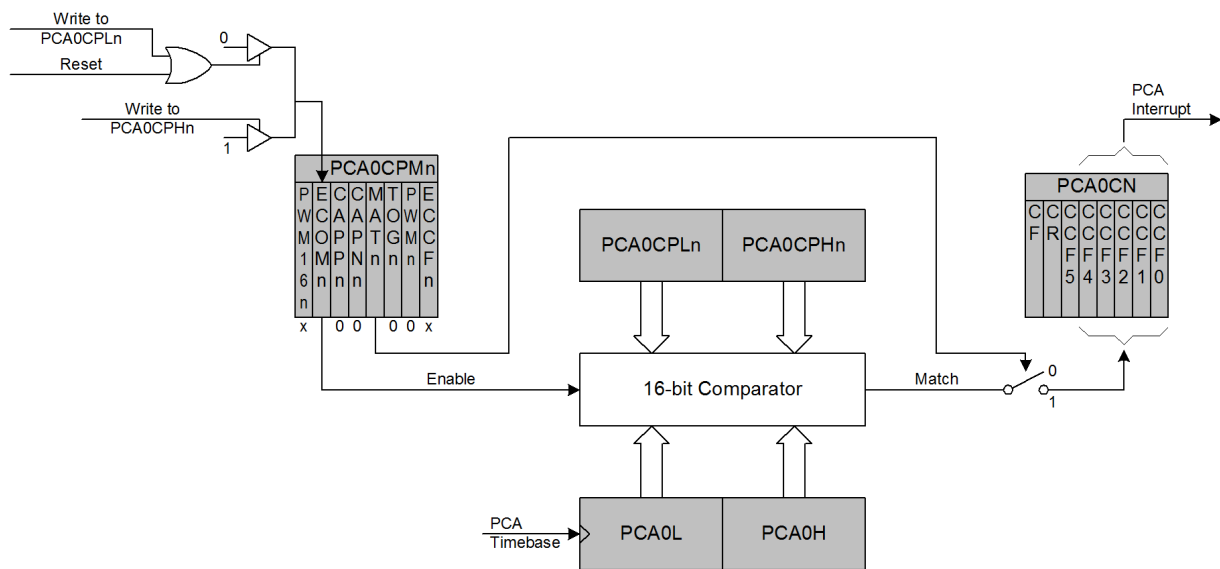 Write to
PCA0CPLn
0
Reset
Write to
PCA0CPHn
1
PCA
Interrupt
PCA0CPMn
PWM16n
ECOMn
CAPPn
CAPNn
MATn
TOGn
PWMn
ECCFn
x 0 0 0 0 x
PCA0CN
CF
CR
CCF5
CCF4
CCF3
CCF2
CCF1
CCF0
PCA0CPLn PCA0CPHn
Enable
16-bit Comparator
Match
0
1
PCA
Timebase
PCA0L PCA0H